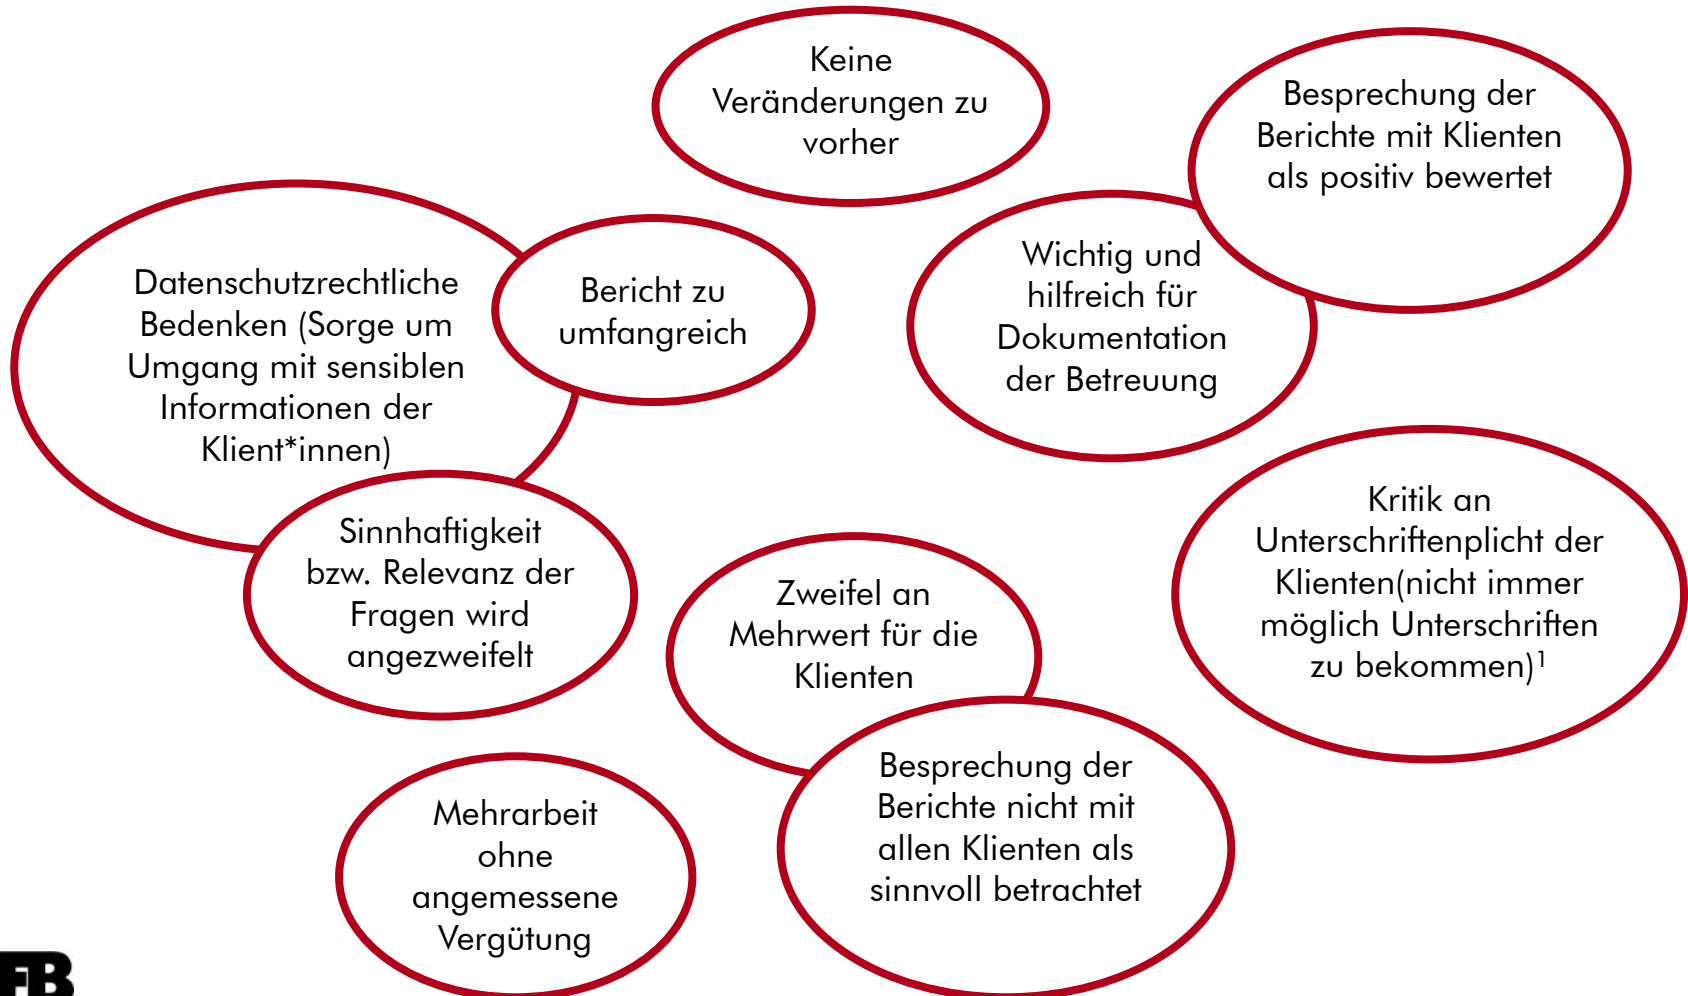 Keine
Veränderungen zu
vorher
Besprechung der
Berichte mit Klienten
als positiv bewertet
Datenschutzrechtliche
Bedenken (Sorge um
Umgang mit sensiblen
Informationen der
Klient*innen)
Bericht zu
umfangreich
Wichtig und
hilfreich für
Dokumentation
der Betreuung
Sinnhaftigkeit
bzw. Relevanz der
Fragen wird
angezweifelt
Zweifel an
Mehrwert für die
Klienten
Kritik an
Unterschriftenplicht der
Klienten(nicht immer
möglich Unterschriften
zu bekommen)¹
Mehrarbeit
ohne
angemessene
Vergütung
Besprechung der
Berichte nicht mit
allen Klienten als
sinnvoll betrachtet